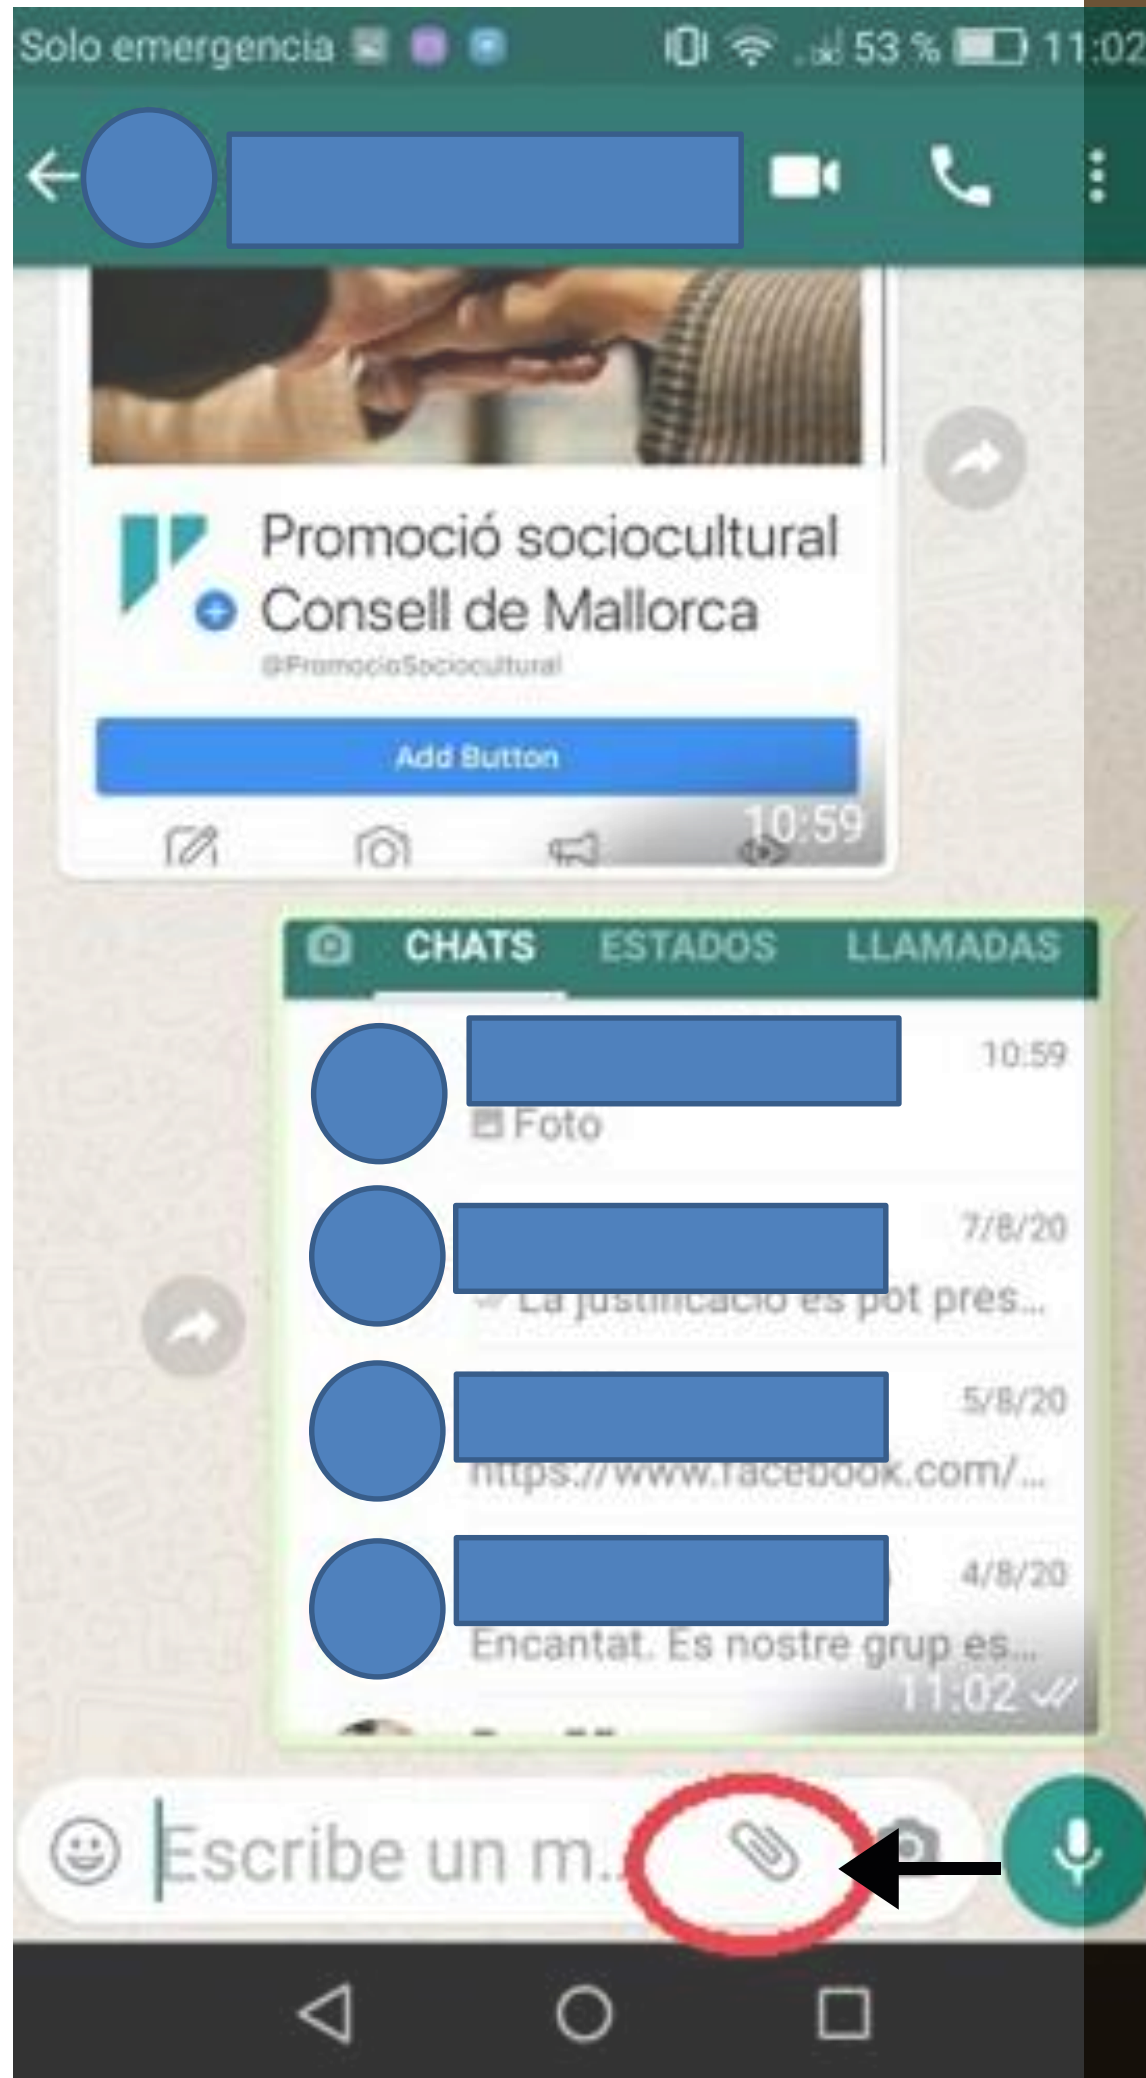 Solo emergencia 53 % 11:02
Promoció sociocultural
Consell de Mallorca
@PromocioSociocultural
Add Button
10:59
CHATS ESTADOS LLAMADAS
10:59
Foto
7/8/20
La justificació es pot pres...
5/8/20
https://www.facebook.com/...
4/8/20
Encantat. Es nostre grup es...
11:02
Escribe un m...